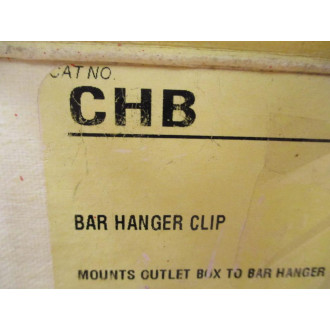 CAT NO.
CHB
BAR HANGER CLIP
MOUNTS OUTLET BOX TO BAR HANGER